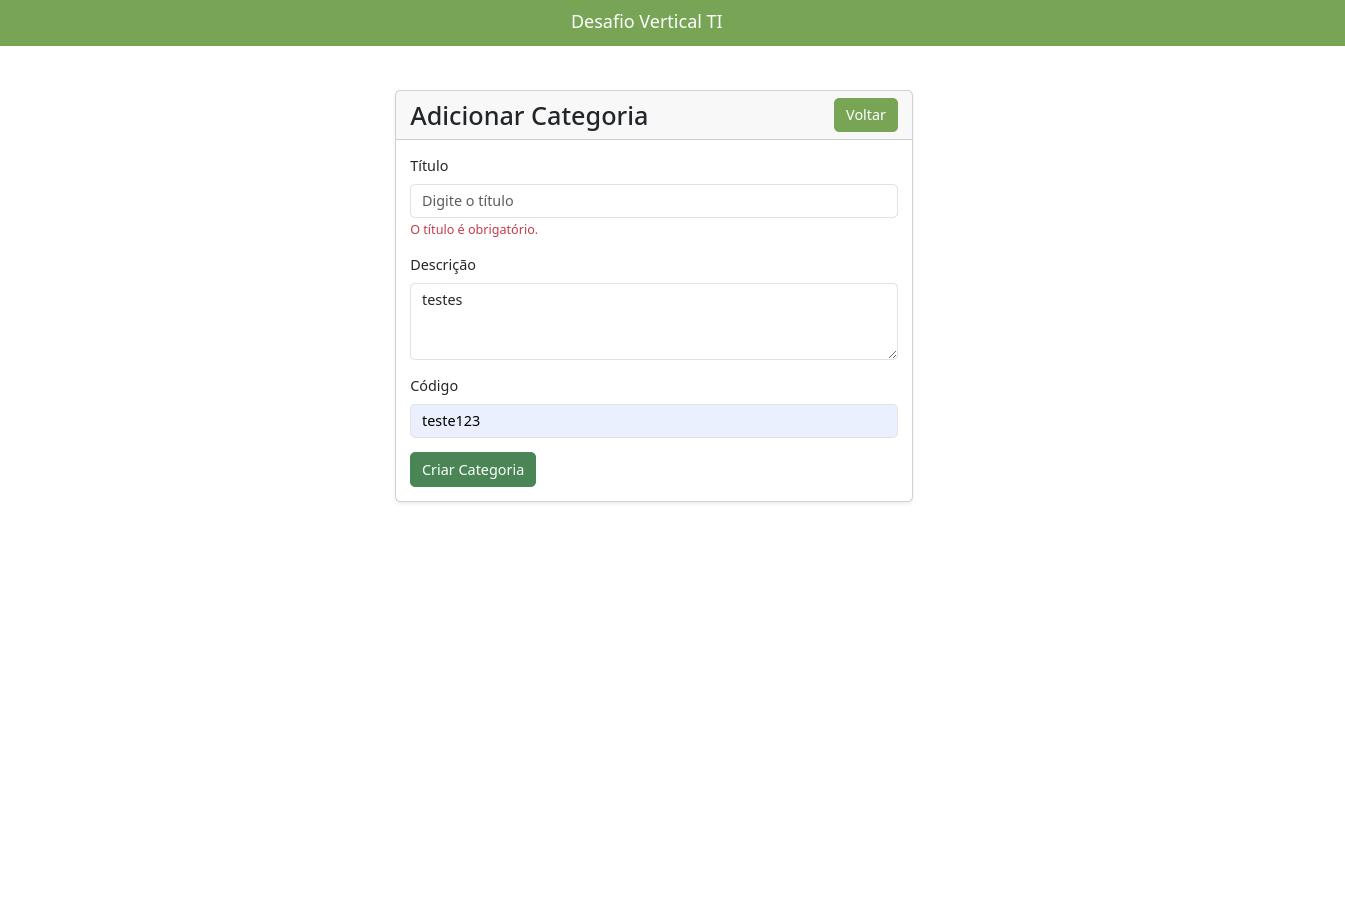 Desafio Vertical TI
Adicionar Categoria
Voltar
Título
Digite o título
O título é obrigatório.
Descrição
testes
Código
teste123
Criar Categoria